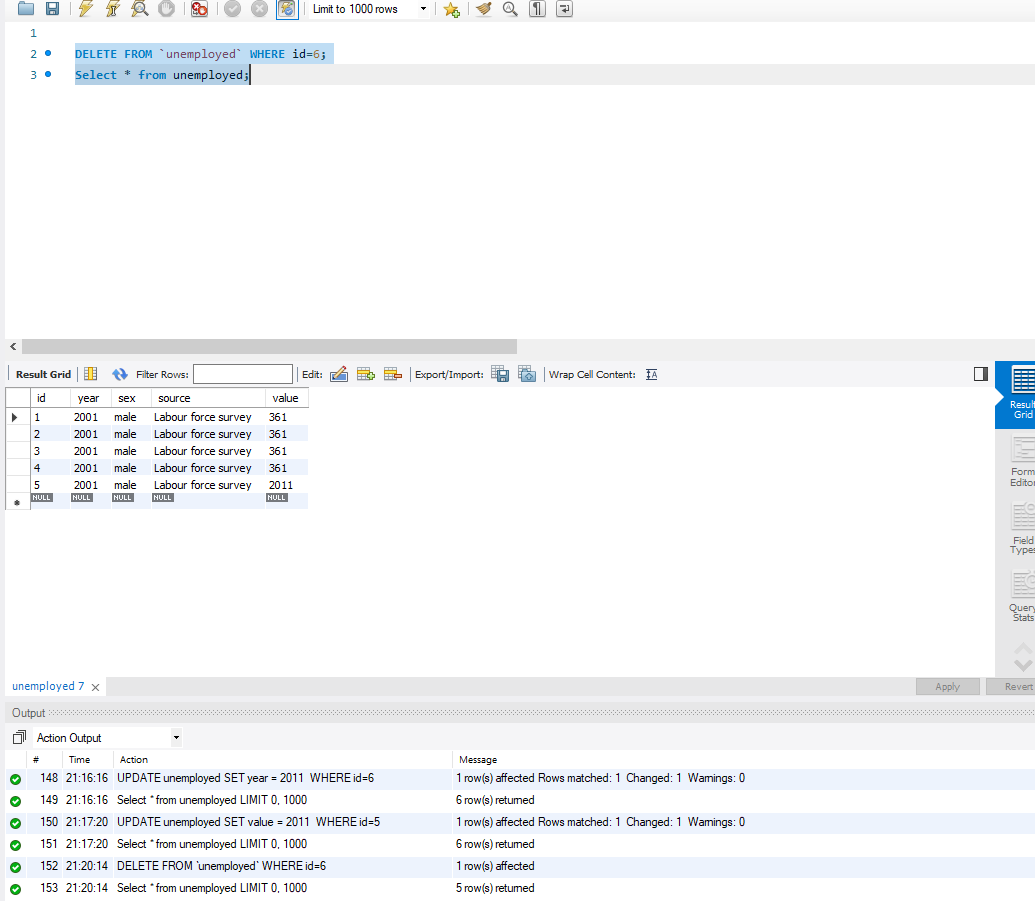 Limit to 1000 rows
1
2 DELETE FROM `unemployed` WHERE id=6;
3 Select * from unemployed;
Result Grid Filter Rows: Edit: Export/Import: Wrap Cell Content:
id year sex source value
1 2001 male Labour force survey 361
2 2001 male Labour force survey 361
3 2001 male Labour force survey 361
4 2001 male Labour force survey 361
5 2001 male Labour force survey 2011
NULL NULL NULL NULL NULL
Result
Grid
Form
Editor
Field
Types
Query
Stats
unemployed 7 Apply Revert
Output
Action Output
# Time Action Message
148 21:16:16 UPDATE unemployed SET year = 2011 WHERE id=6 1 row(s) affected Rows matched: 1 Changed: 1 Warnings: 0
149 21:16:16 Select * from unemployed LIMIT 0, 1000 6 row(s) returned
150 21:17:20 UPDATE unemployed SET value = 2011 WHERE id=5 1 row(s) affected Rows matched: 1 Changed: 1 Warnings: 0
151 21:17:20 Select * from unemployed LIMIT 0, 1000 6 row(s) returned
152 21:20:14 DELETE FROM `unemployed` WHERE id=6 1 row(s) affected
153 21:20:14 Select * from unemployed LIMIT 0, 1000 5 row(s) returned